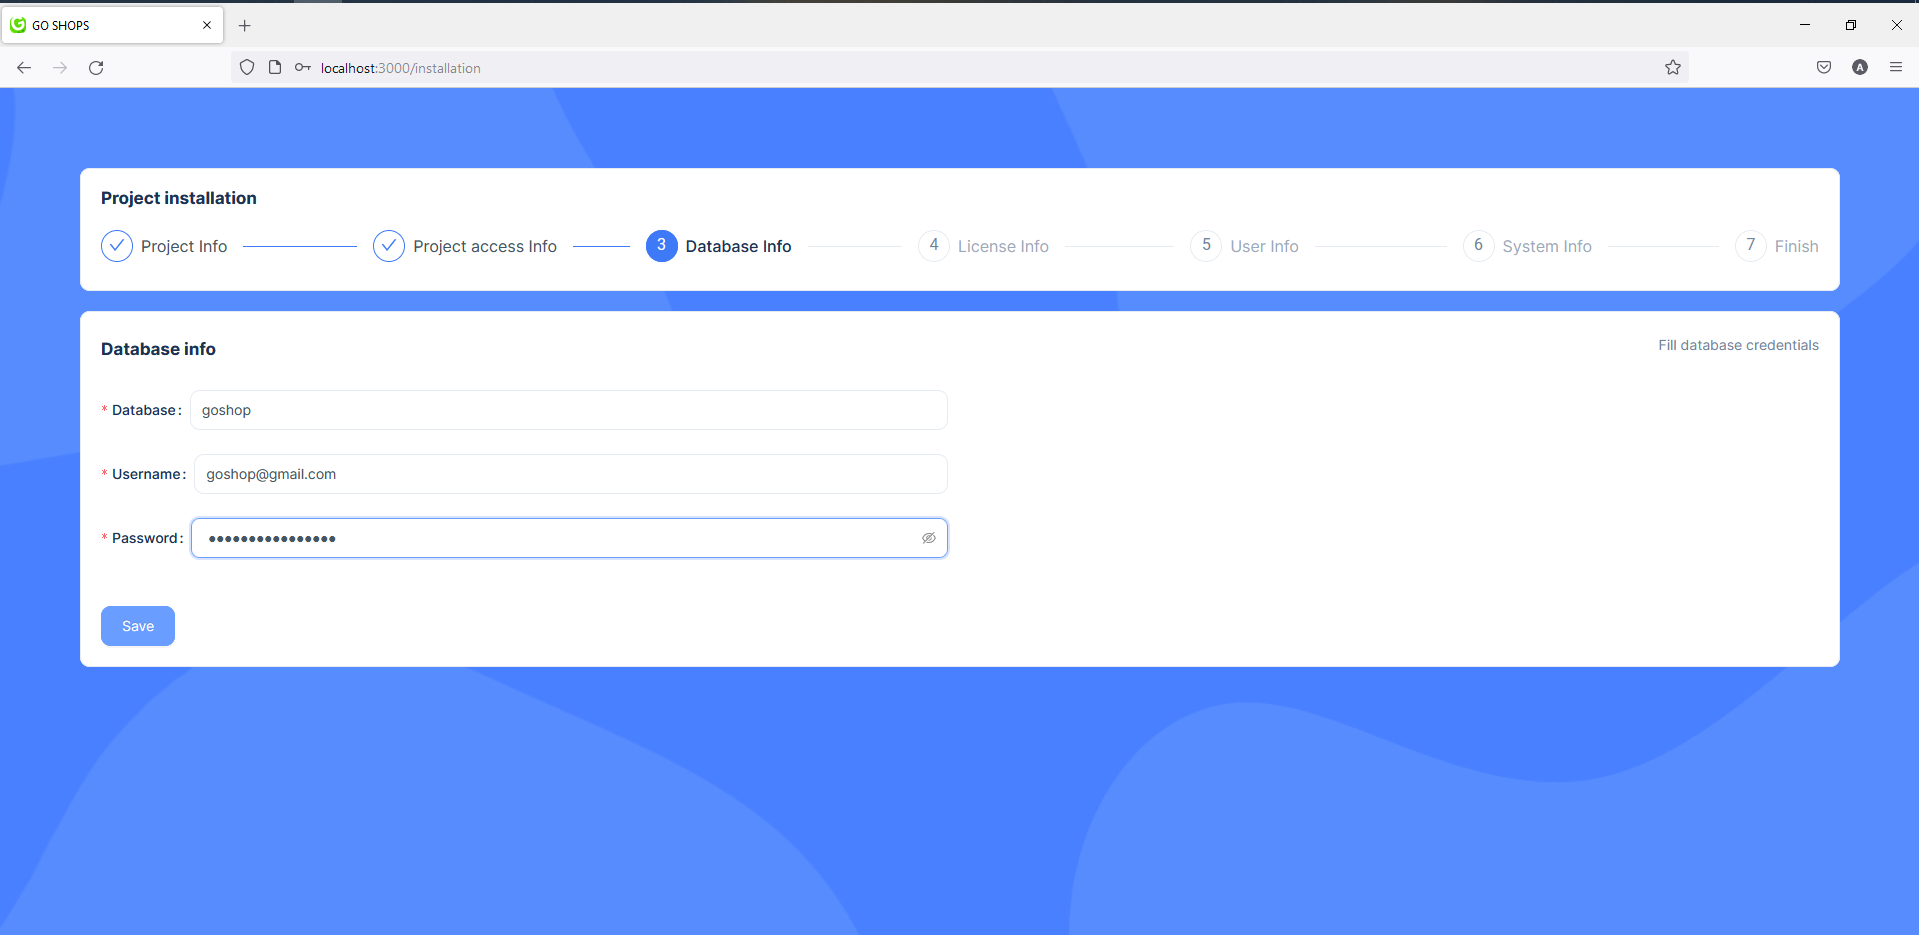 GO SHOPS
localhost:3000/installation
A
Project installation
Project Info
Project access Info
3 Database Info
4 License Info
5 User Info
6 System Info
7 Finish
Database info
Fill database credentials
* Database: goshop
* Username: goshop@gmail.com
* Password: ••••••••••••••••
Save